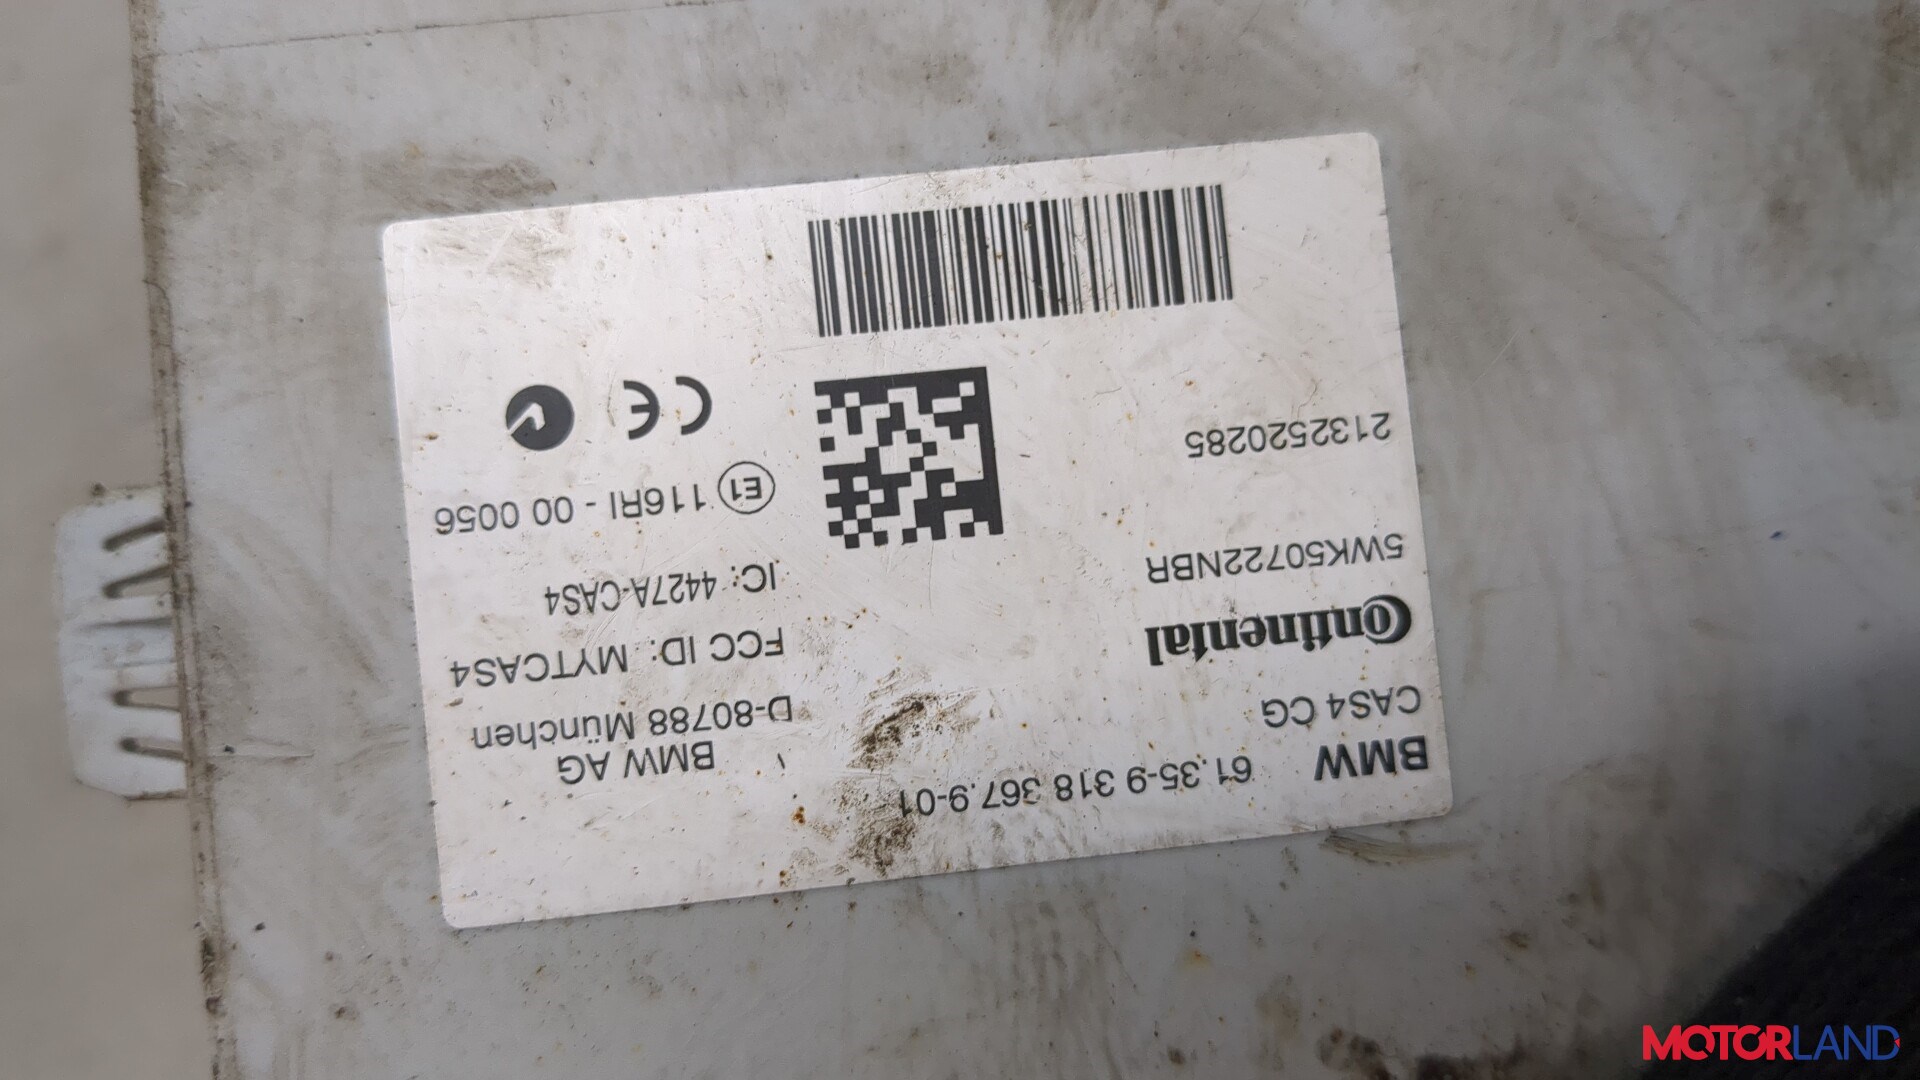 BMW 61.35-9 318 367.9-01
CAS4 CG
Continental
5WK50722NBR
2132520285
BMW AG
D-80788 München
FCC ID: MYTCAS4
IC: 4427A-CAS4
E1 116RI - 00 0056
CE
MOTORLAND